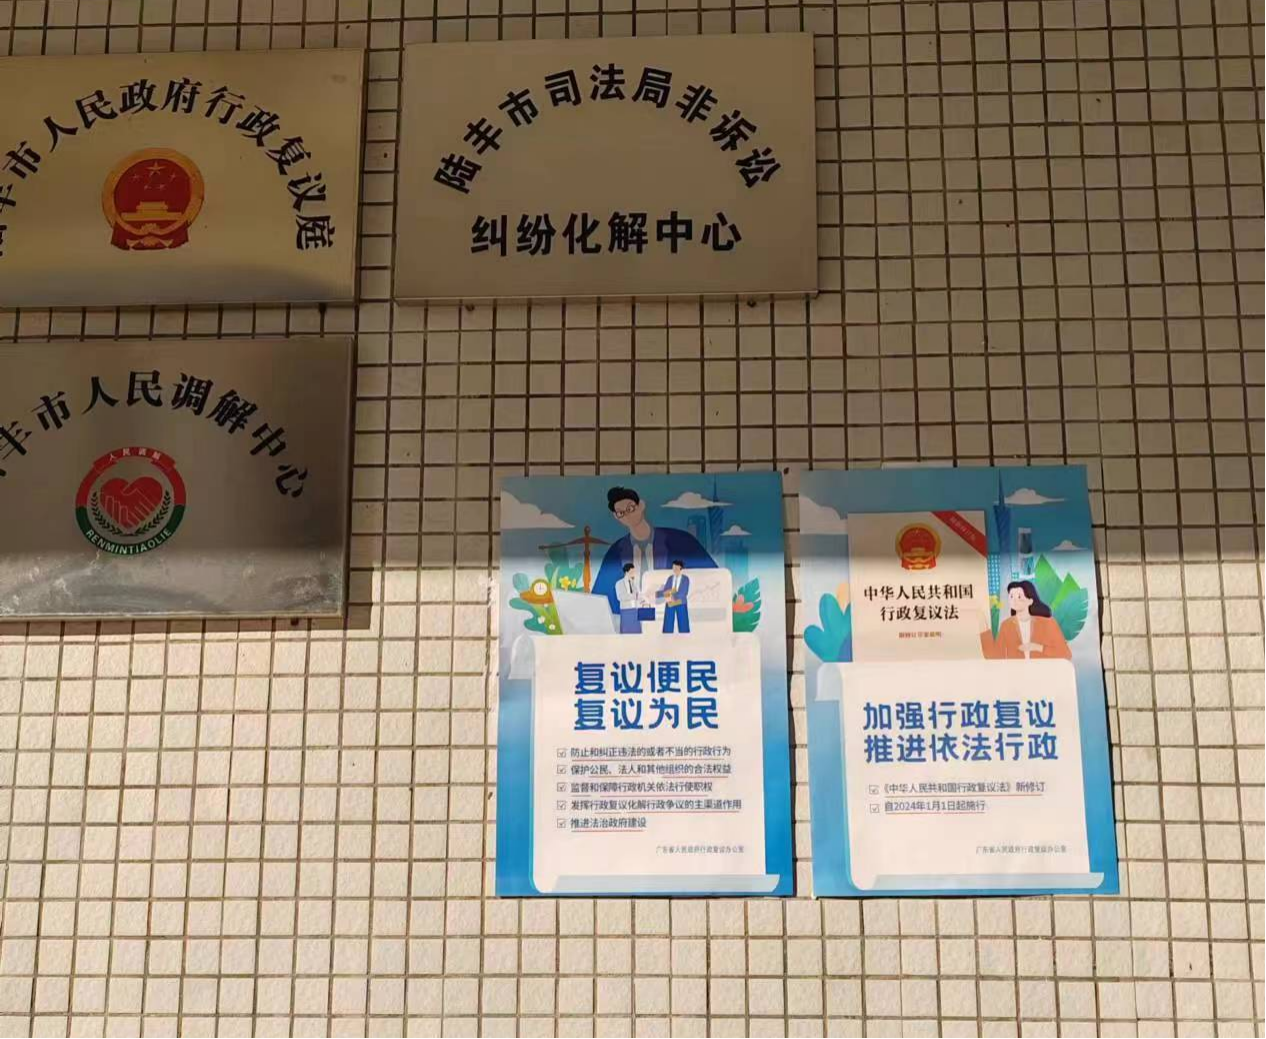 丰市人民政府行政复议庭
陆丰市司法局非诉讼
纠纷化解中心
丰市人民调解中心
人民调解
RENMINTIAOJIE
复议便民
复议为民
防止和纠正违法的或者不当的行政行为
保护公民、法人和其他组织的合法权益
监督和保障行政机关依法行使职权
发挥行政复议化解行政争议的主渠道作用
推进法治政府建设
广东省人民政府行政复议办公室
中华人民共和国
行政复议法
加强行政复议
推进依法行政
《中华人民共和国行政复议法》新修订
自2024年1月1日起施行
广东省人民政府行政复议办公室